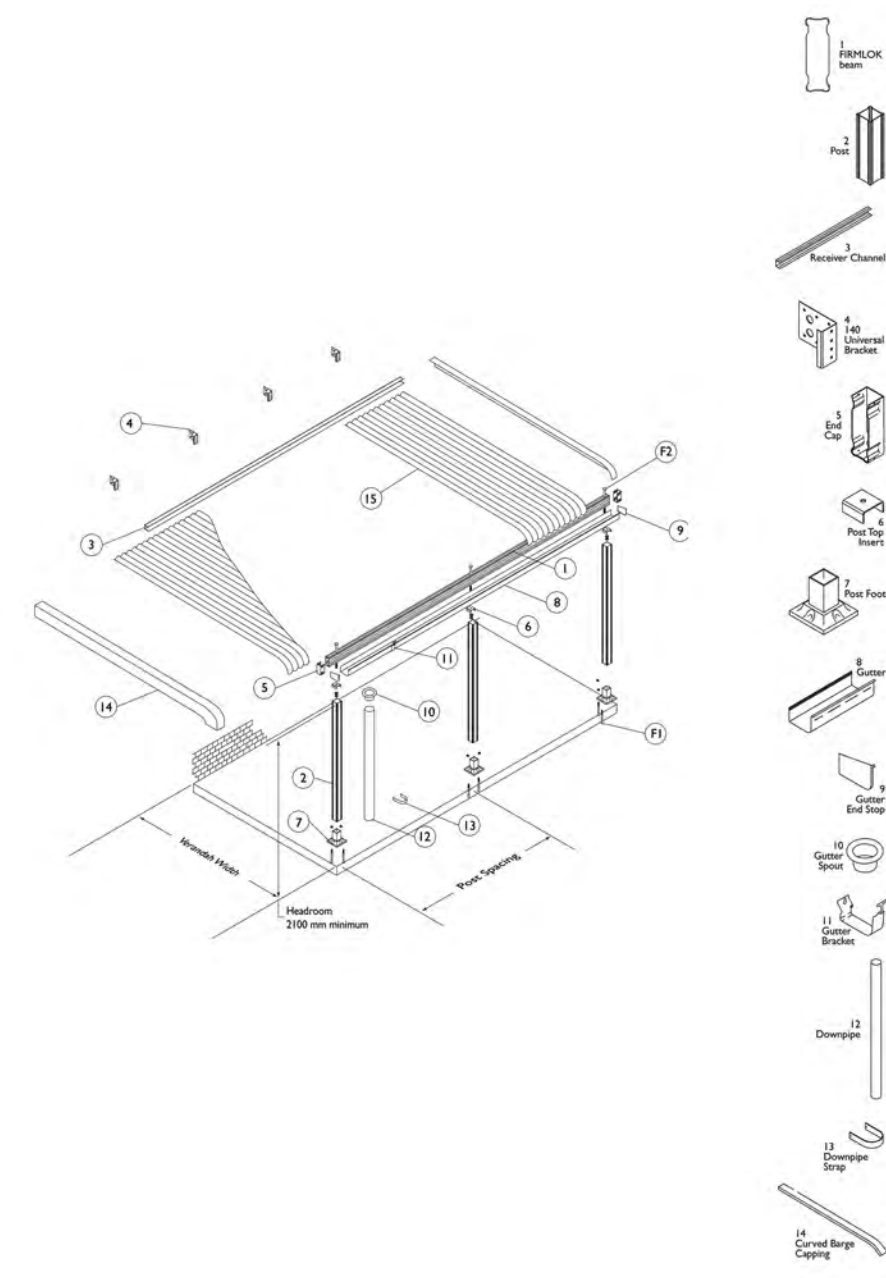 1
FIRMLOK
beam
2
Post
3
Receiver Channel
4
140
Universal
Bracket
5
End
Cap
6
Post Top
Insert
7
Post Foot
8
Gutter
9
Gutter
End Stop
10
Gutter
Spout
11
Gutter
Bracket
12
Downpipe
13
Downpipe
Strap
14
Curved Barge
Capping
4
F2
15
3
9
1
8
6
11
5
14
10
F1
2
7
12
13
Verandah Width
Post Spacing
Headroom
2100 mm minimum